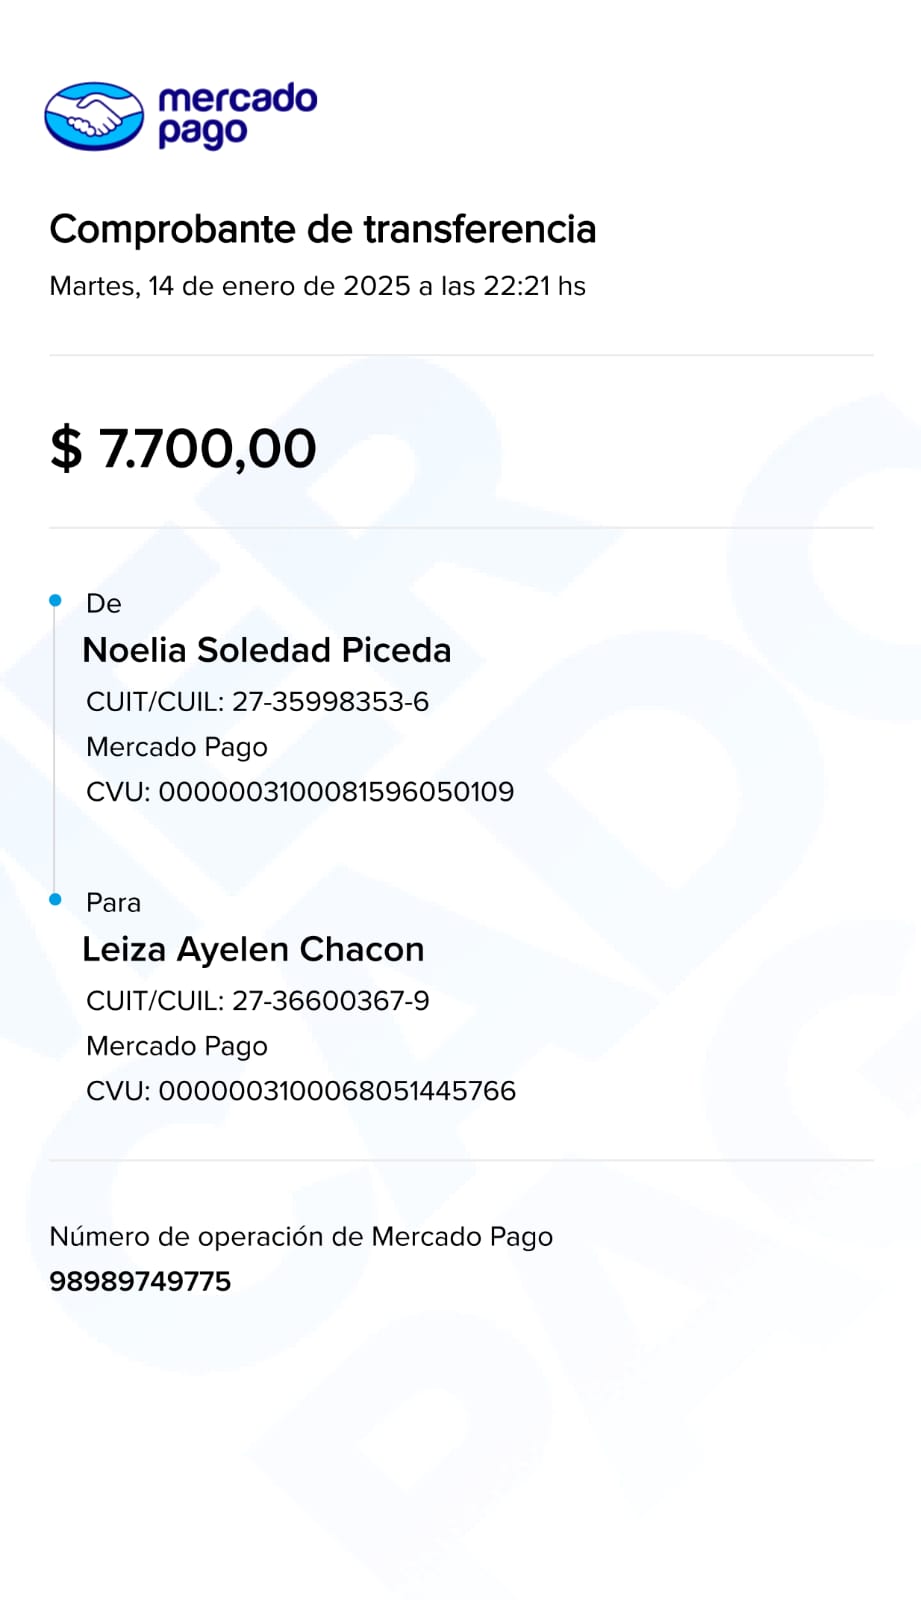 mercado
pago
Comprobante de transferencia
Martes, 14 de enero de 2025 a las 22:21 hs
$ 7.700,00
De
Noelia Soledad Piceda
CUIT/CUIL: 27-35998353-6
Mercado Pago
CVU: 0000003100081596050109
Para
Leiza Ayelen Chacon
CUIT/CUIL: 27-36600367-9
Mercado Pago
CVU: 0000003100068051445766
Número de operación de Mercado Pago
98989749775
MERCADO
PAGO